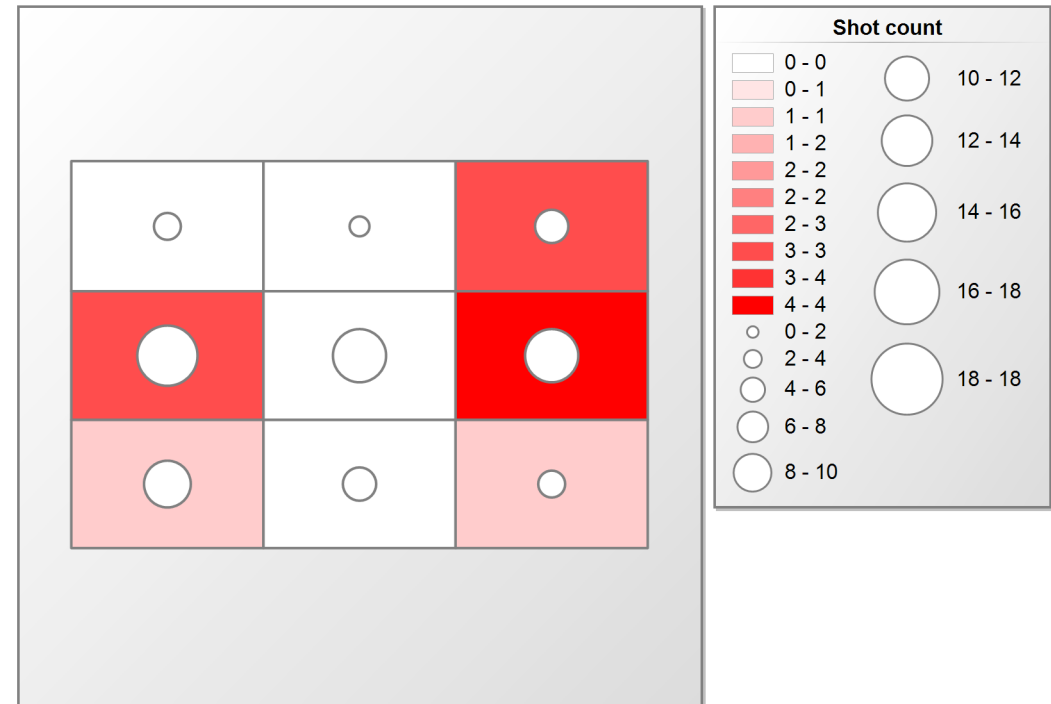 Shot count
0 - 0
0 - 1
1 - 1
1 - 2
2 - 2
2 - 2
2 - 3
3 - 3
3 - 4
4 - 4
0 - 2
2 - 4
4 - 6
6 - 8
8 - 10
10 - 12
12 - 14
14 - 16
16 - 18
18 - 18